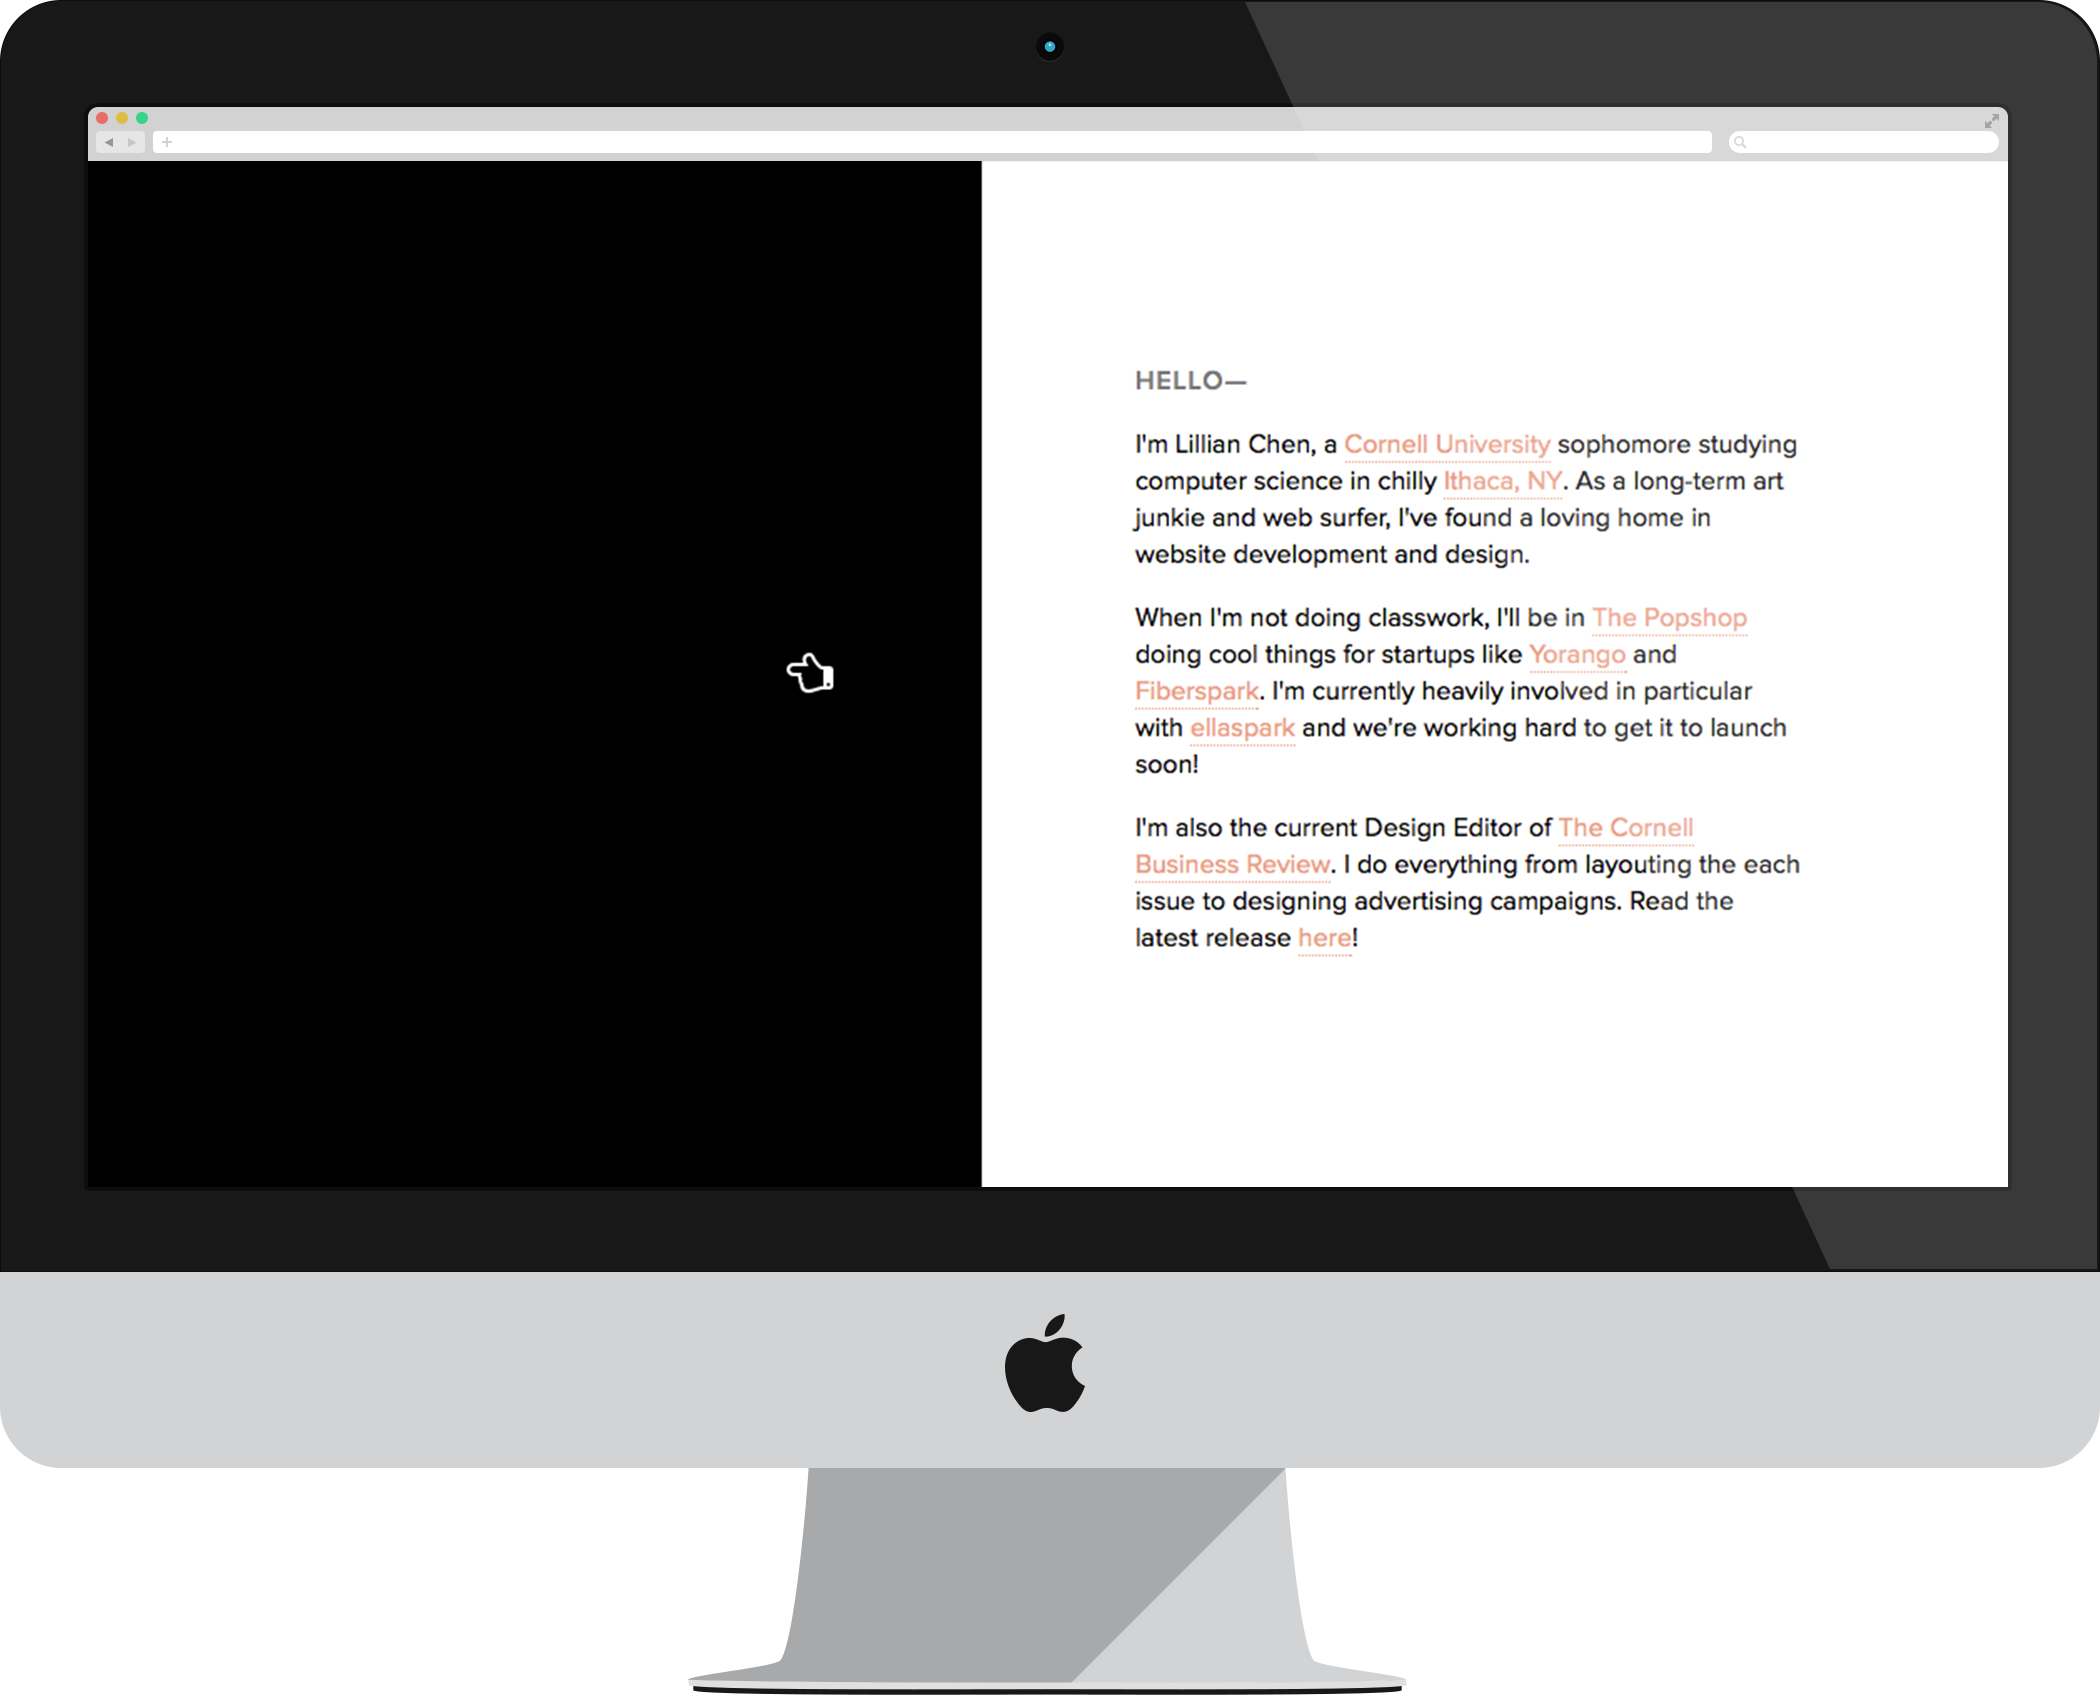 HELLO—
I'm Lillian Chen, a Cornell University sophomore studying
computer science in chilly Ithaca, NY. As a long-term art
junkie and web surfer, I've found a loving home in
website development and design.
When I'm not doing classwork, I'll be in The Popshop
doing cool things for startups like Yorango and
Fiberspark. I'm currently heavily involved in particular
with ellaspark and we're working hard to get it to launch
soon!
I'm also the current Design Editor of The Cornell
Business Review. I do everything from layouting the each
issue to designing advertising campaigns. Read the
latest release here!